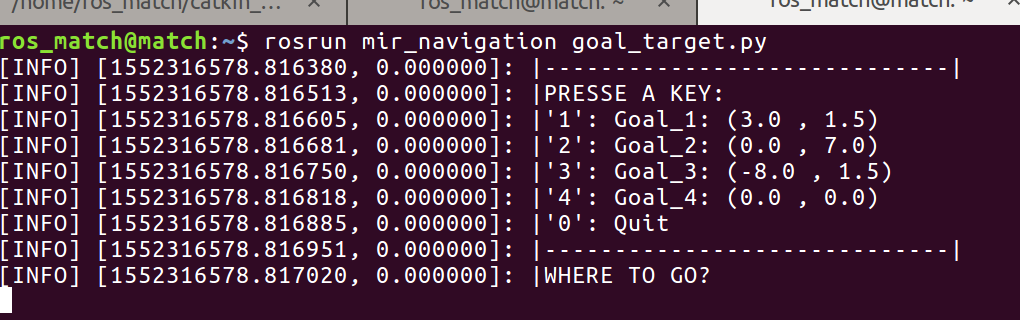 /home/ros_match/catkin_... × ros_match@match: ~ × ros_match@match: ~ ×
ros_match@match:~$ rosrun mir_navigation goal_target.py
[INFO] [1552316578.816380, 0.000000]: |-----------------------------|
[INFO] [1552316578.816513, 0.000000]: |PRESSE A KEY:
[INFO] [1552316578.816605, 0.000000]: |'1': Goal_1: (3.0 , 1.5)
[INFO] [1552316578.816681, 0.000000]: |'2': Goal_2: (0.0 , 7.0)
[INFO] [1552316578.816750, 0.000000]: |'3': Goal_3: (-8.0 , 1.5)
[INFO] [1552316578.816818, 0.000000]: |'4': Goal_4: (0.0 , 0.0)
[INFO] [1552316578.816885, 0.000000]: |'0': Quit
[INFO] [1552316578.816951, 0.000000]: |-----------------------------|
[INFO] [1552316578.817020, 0.000000]: |WHERE TO GO?